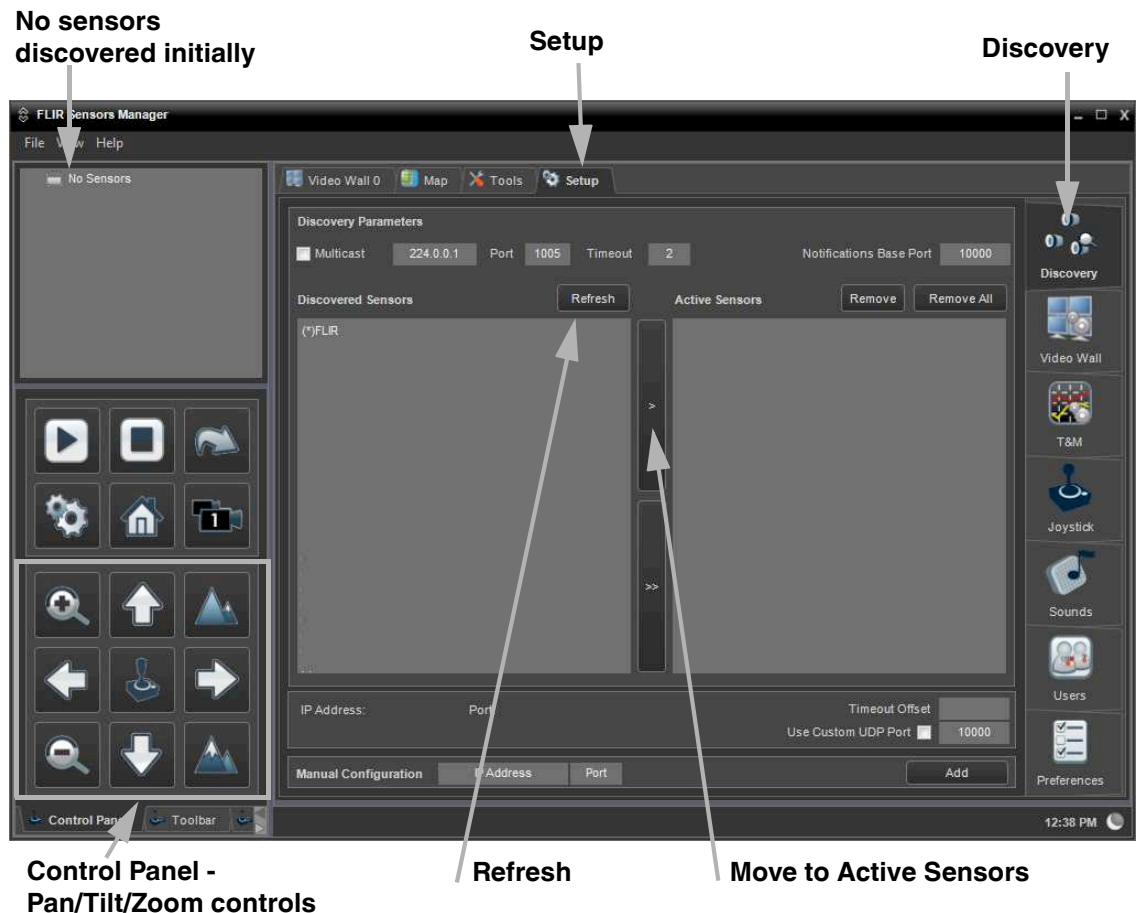 No sensors
discovered initially
Setup
Discovery
FLIR Sensors Manager
File View Help
No Sensors
Video Wall 0
Map
Tools
Setup
Discovery Parameters
Multicast 224.0.0.1 Port 1005 Timeout 2 Notifications Base Port 10000
Discovered Sensors Refresh Active Sensors Remove Remove All
(*)FLIR
>
>>
1
IP Address: Port Timeout Offset
Use Custom UDP Port 10000
Manual Configuration IP Address Port Add
Discovery
Video Wall
T&M
Joystick
Sounds
Users
Preferences
Control Panel Toolbar
12:38 PM
Control Panel -
Pan/Tilt/Zoom controls
Refresh
Move to Active Sensors